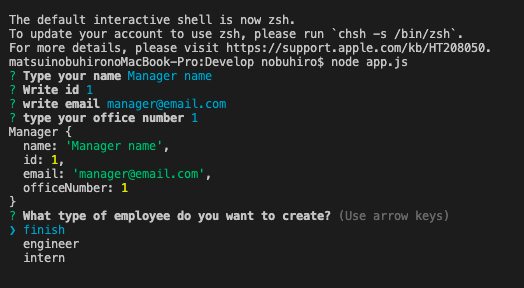 The default interactive shell is now zsh.
To update your account to use zsh, please run `chsh -s /bin/zsh`.
For more details, please visit https://support.apple.com/kb/HT208050.
matsuinobuhironoMacBook-Pro:Develop nobuhiro$ node app.js
? Type your name Manager name
? Write id 1
? write email manager@email.com
? type your office number 1
Manager {
  name: 'Manager name',
  id: 1,
  email: 'manager@email.com',
  officeNumber: 1
}
? What type of employee do you want to create? (Use arrow keys)
❯ finish
  engineer
  intern